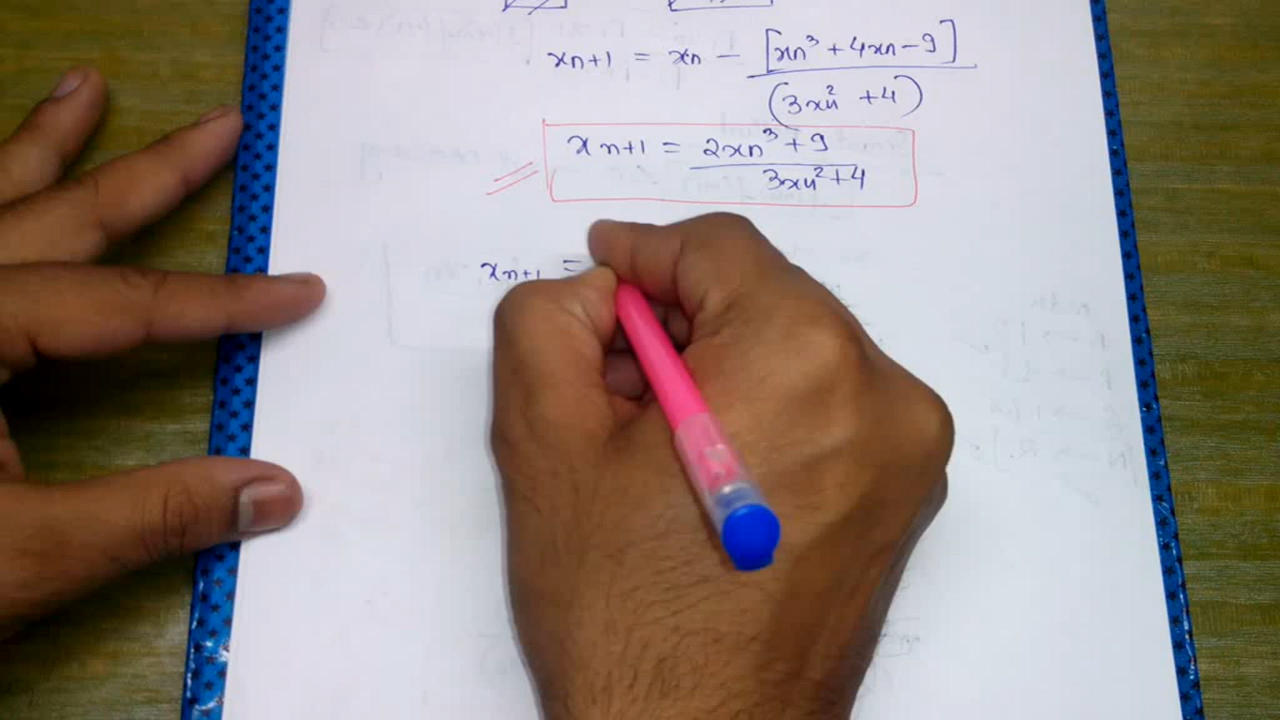 xn+1 = xn - [xn³ + 4xn - 9]
(3xn² + 4)
xn+1 = 2xn³ + 9
3xn² + 4
xn+1 =